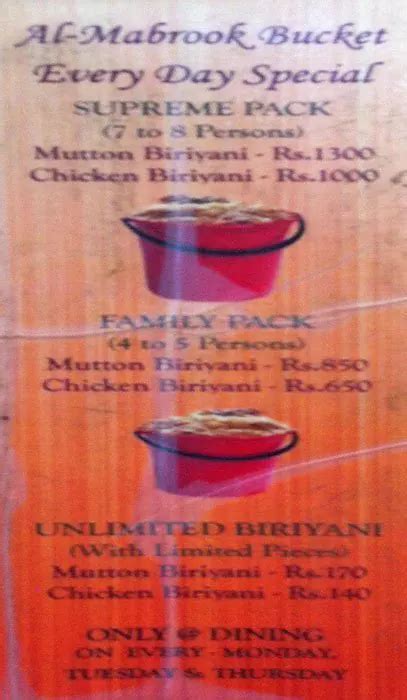 Al-Mabrook Bucket
Every Day Special
SUPREME PACK
(7 to 8 Persons)
Mutton Biriyani - Rs.1300
Chicken Biriyani - Rs.1000
FAMILY PACK
(4 to 5 Persons)
Mutton Biriyani - Rs.850
Chicken Biriyani - Rs.650
UNLIMITED BIRIYANI
(With Limited Pieces)
Mutton Biriyani - Rs.170
Chicken Biriyani - Rs.140
ONLY @ DINING
ON EVERY - MONDAY,
TUESDAY & THURSDAY